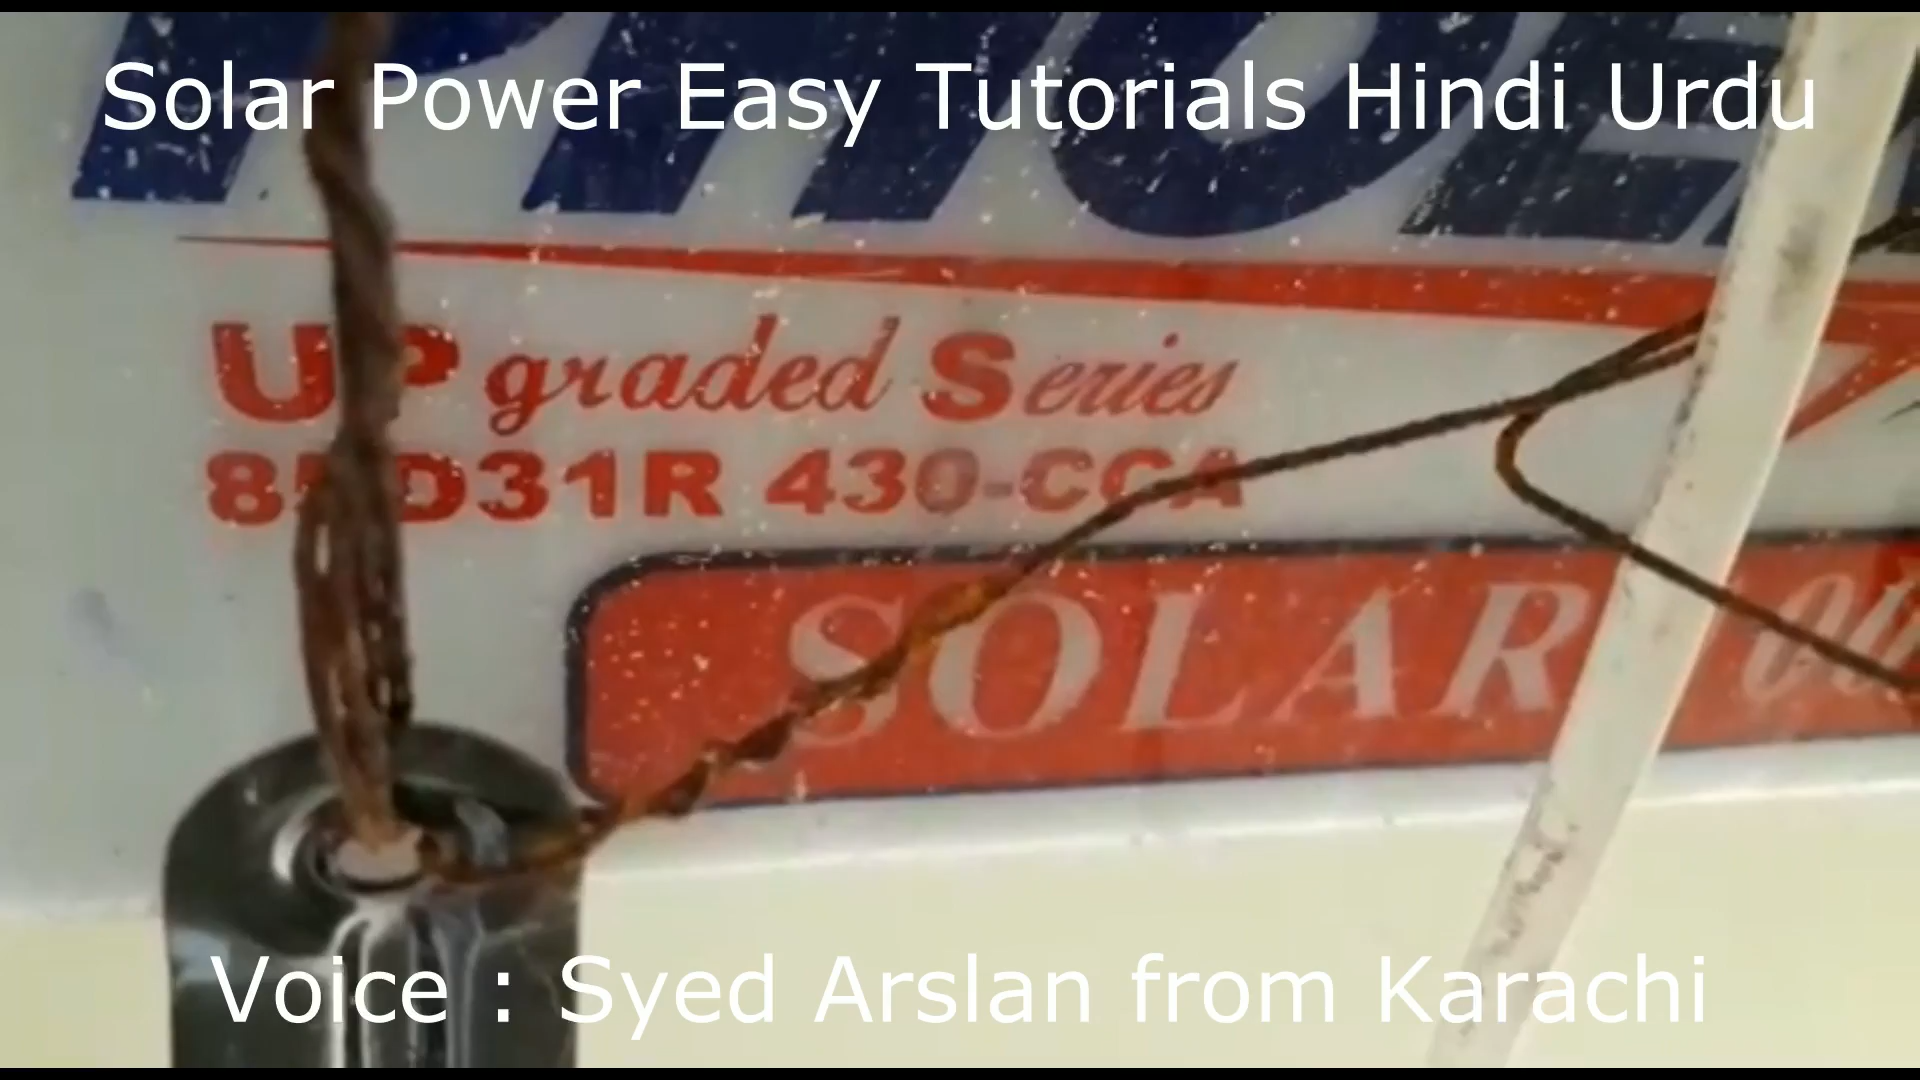 Solar Power Easy Tutorials Hindi Urdu
UPgraded Series
430-CCA
SOLAR
Voice : Syed Arslan from Karachi